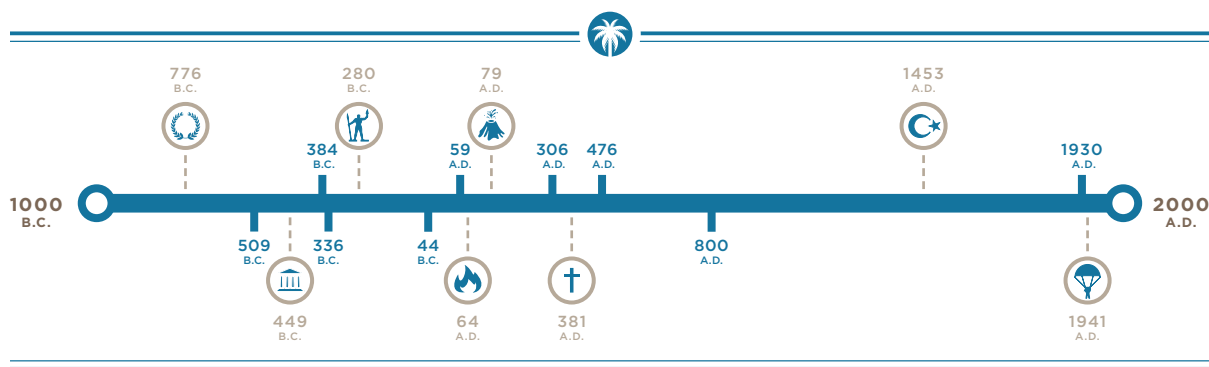 776
B.C.
280
B.C.
79
A.D.
1453
A.D.
384
B.C.
59
A.D.
306
A.D.
476
A.D.
1930
A.D.
1000
B.C.
2000
A.D.
509
B.C.
336
B.C.
44
B.C.
800
A.D.
449
B.C.
64
A.D.
381
A.D.
1941
A.D.